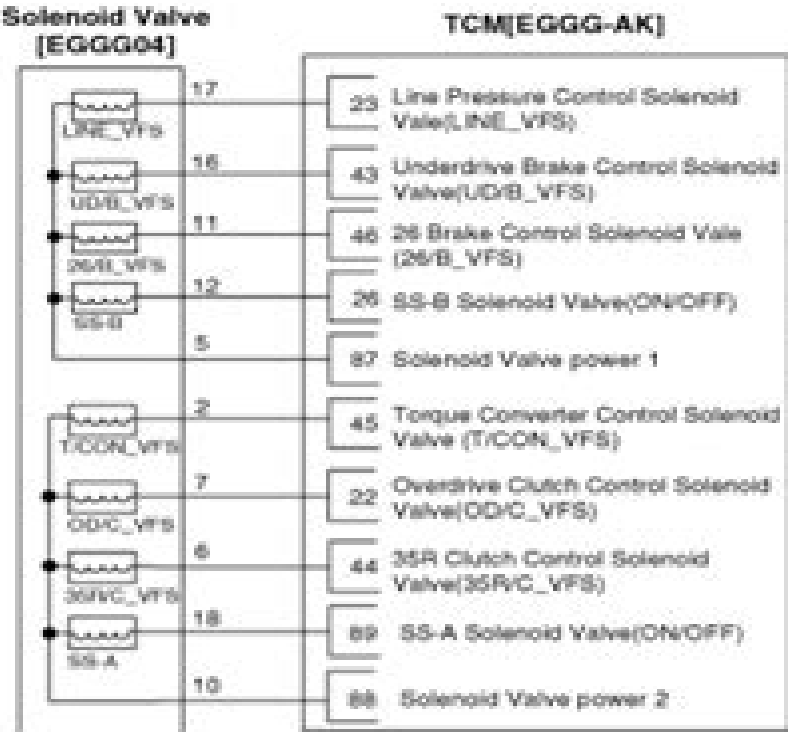 Solenoid Valve
[EGGG04]
TCM[EGGG-AK]
17
LINE_VFS
23 Line Pressure Control Solenoid
Vale(LINE_VFS)
16
UD/B_VFS
43 Underdrive Brake Control Solenoid
Valve(UD/B_VFS)
11
26/B_VFS
46 26 Brake Control Solenoid Vale
(26/B_VFS)
12
SS-B
26 SS-B Solenoid Valve(ON/OFF)
5
87 Solenoid Valve power 1
2
T/CON_VFS
45 Torque Converter Control Solenoid
Valve (T/CON_VFS)
7
OD/C_VFS
22 Overdrive Clutch Control Solenoid
Valve(OD/C_VFS)
6
35R/C_VFS
44 35R Clutch Control Solenoid
Valve(35R/C_VFS)
18
SS-A
89 SS-A Solenoid Valve(ON/OFF)
10
88 Solenoid Valve power 2